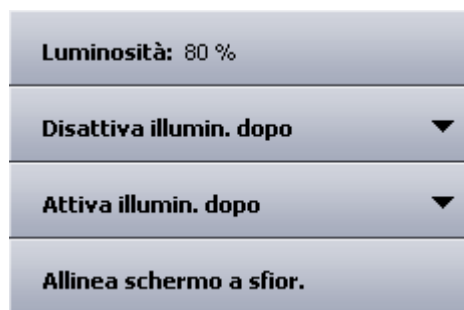 Luminosità: 80 %
Disattiva illumin. dopo
Attiva illumin. dopo
Allinea schermo a sfior.